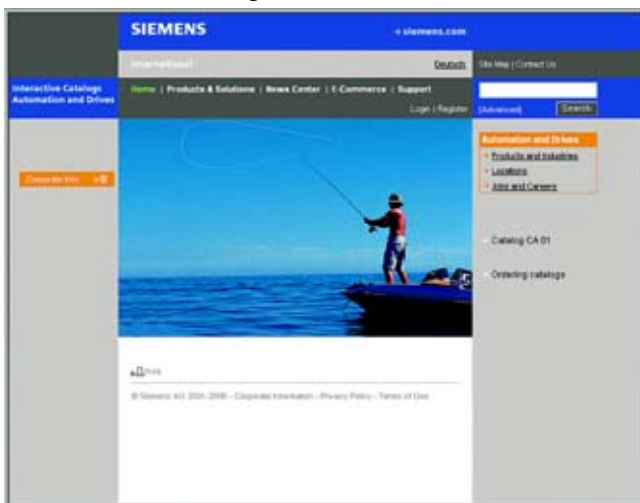 SIEMENS
→ siemens.com
International
Deutsch
Site Map | Contact Us
Interactive Catalogs
Automation and Drives
Home | Products & Solutions | News Center | E-Commerce | Support
Login | Register
[Advanced]
Search
Corporate Info
Automation and Drives
Products and Industries
Locations
Jobs and Careers
Catalog CA 01
Ordering catalogs
Print
© Siemens AG 2001-2006 - Corporate Information - Privacy Policy - Terms of Use